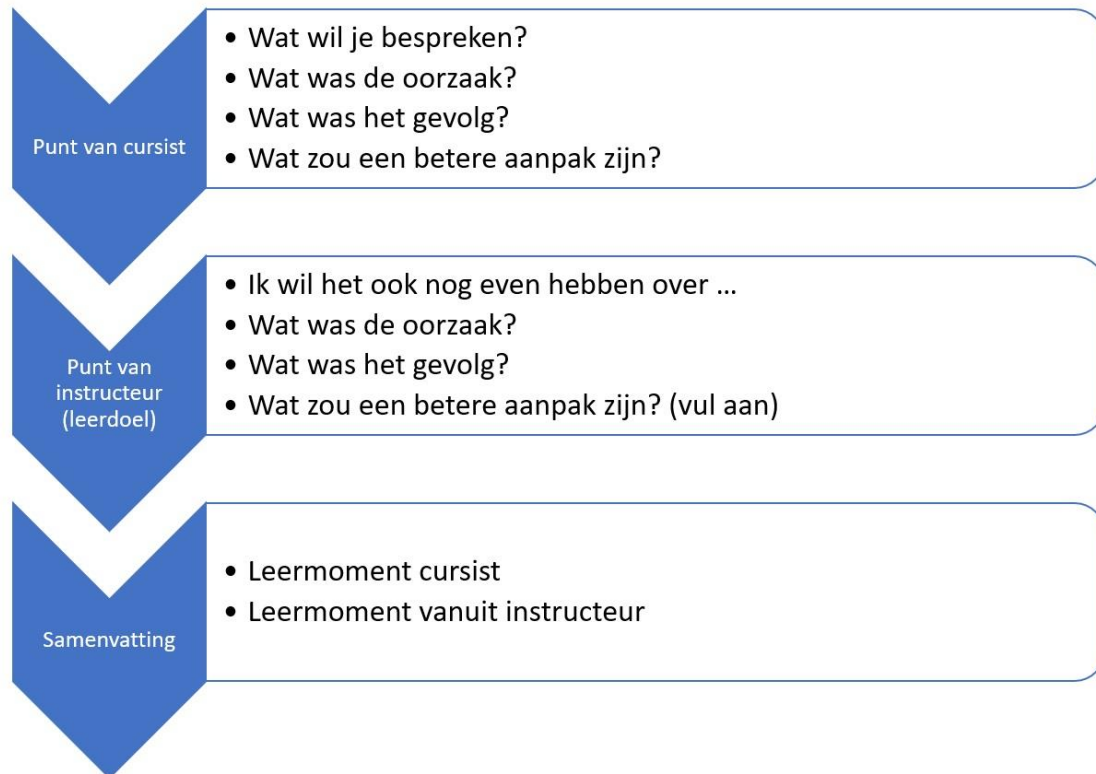 Punt van cursist
• Wat wil je bespreken?
• Wat was de oorzaak?
• Wat was het gevolg?
• Wat zou een betere aanpak zijn?
Punt van
instructeur
(leerdoel)
• Ik wil het ook nog even hebben over …
• Wat was de oorzaak?
• Wat was het gevolg?
• Wat zou een betere aanpak zijn? (vul aan)
Samenvatting
• Leermoment cursist
• Leermoment vanuit instructeur